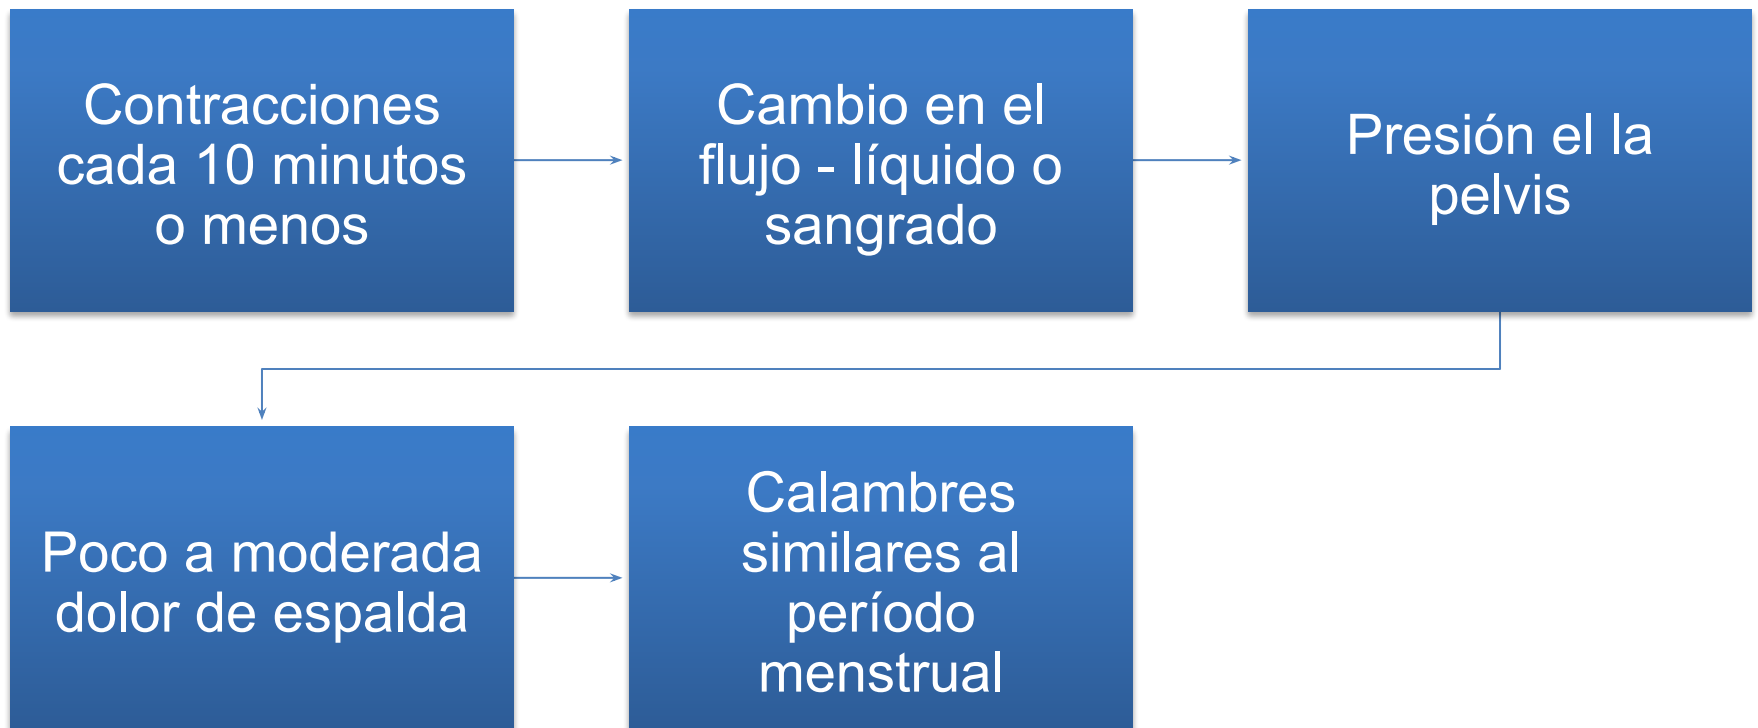 Contracciones
cada 10 minutos
o menos
Cambio en el
flujo - líquido o
sangrado
Presión el la
pelvis
Poco a moderada
dolor de espalda
Calambres
similares al
período
menstrual